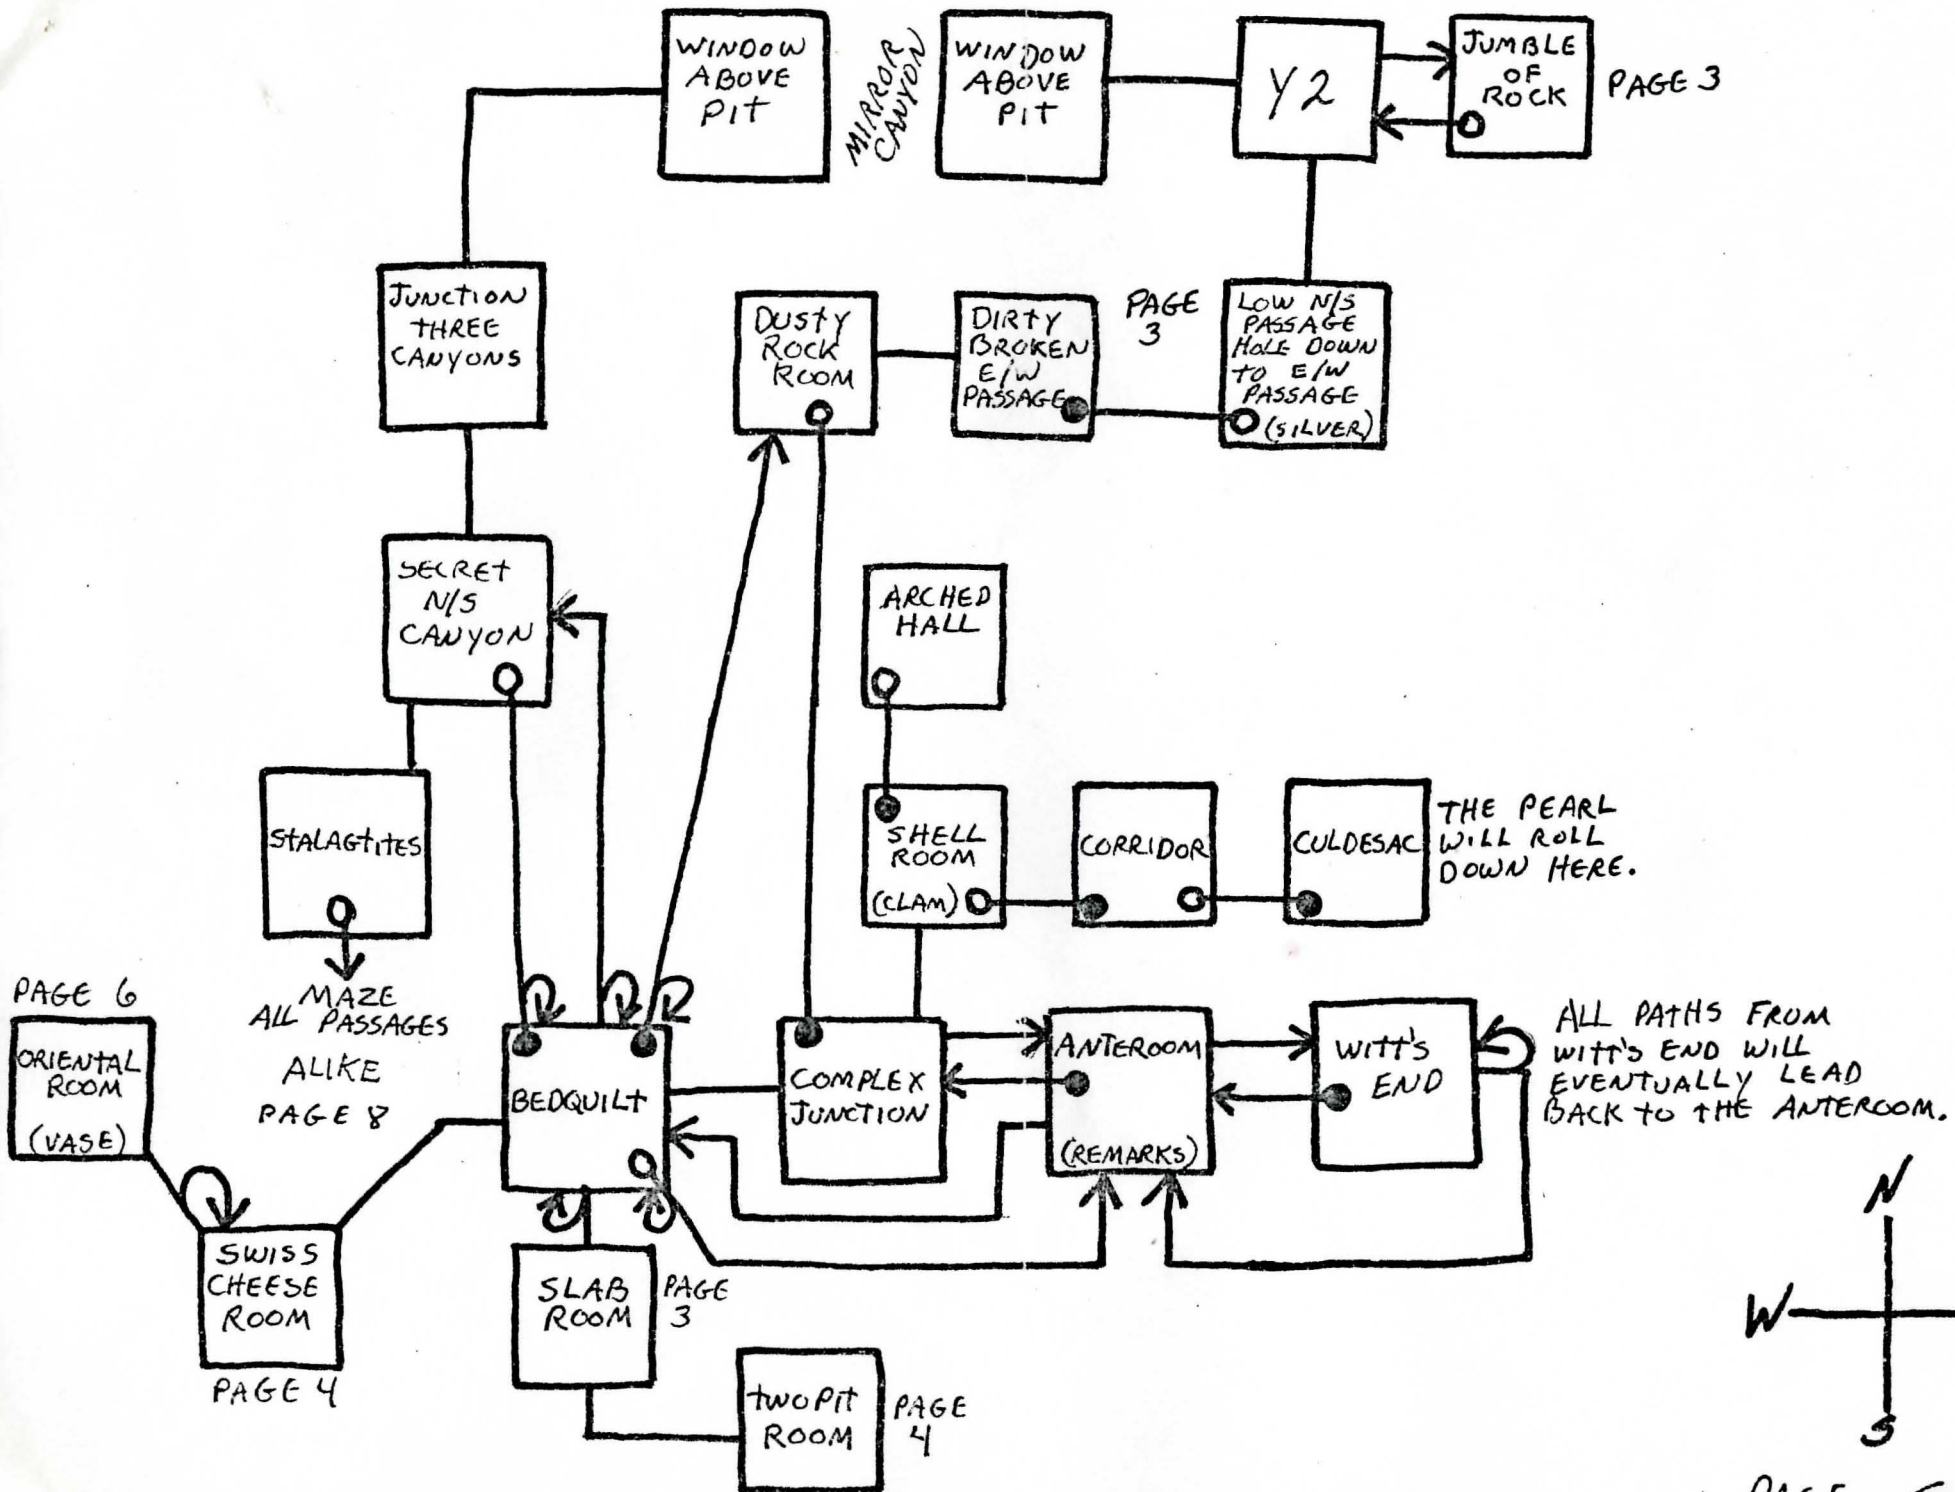 WINDOW
ABOVE
PIT
MIRROR
CANYON
WINDOW
ABOVE
PIT
Y2
JUMBLE
OF
ROCK
PAGE 3
JUNCTION
THREE
CANYONS
DUSTY
ROCK
ROOM
DIRTY
BROKEN
E/W
PASSAGE
PAGE
3
LOW N/S
PASSAGE
HOLE DOWN
TO E/W
PASSAGE
(SILVER)
SECRET
N/S
CANYON
ARCHED
HALL
STALAGTITES
SHELL
ROOM
(CLAM)
CORRIDOR
CULDESAC
THE PEARL
WILL ROLL
DOWN HERE.
MAZE
ALL PASSAGES
ALIKE
PAGE 8
PAGE 6
ORIENTAL
ROOM
(VASE)
BEDQUILT
COMPLEX
JUNCTION
ANTEROOM
(REMARKS)
WITT'S
END
ALL PATHS FROM
WITT'S END WILL
EVENTUALLY LEAD
BACK TO THE ANTEROOM.
SWISS
CHEESE
ROOM
PAGE 4
SLAB
ROOM
PAGE
3
TWO PIT
ROOM
PAGE
4
N
W
S
PAGE